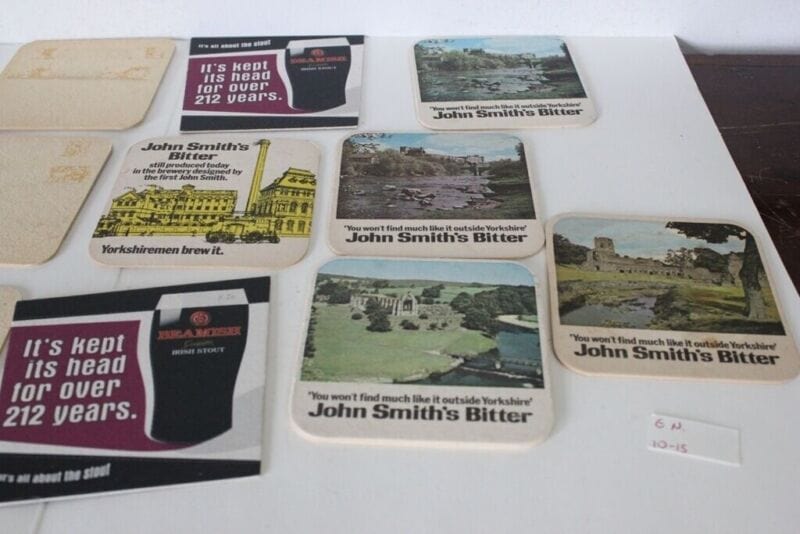 It's all about the stout
It's kept
its head
for over
212 years.
BEAMISH
IRISH STOUT
'You won't find much like it outside Yorkshire'
John Smith's Bitter
John Smith's
Bitter
still produced today
in the brewery designed by
the first John Smith.
Yorkshiremen brew it.
'You won't find much like it outside Yorkshire'
John Smith's Bitter
'You won't find much like it outside Yorkshire'
John Smith's Bitter
'You won't find much like it outside Yorkshire'
John Smith's Bitter
It's kept
its head
for over
212 years.
BEAMISH
Genuine
IRISH STOUT
it's all about the stout
G.N.
10-15